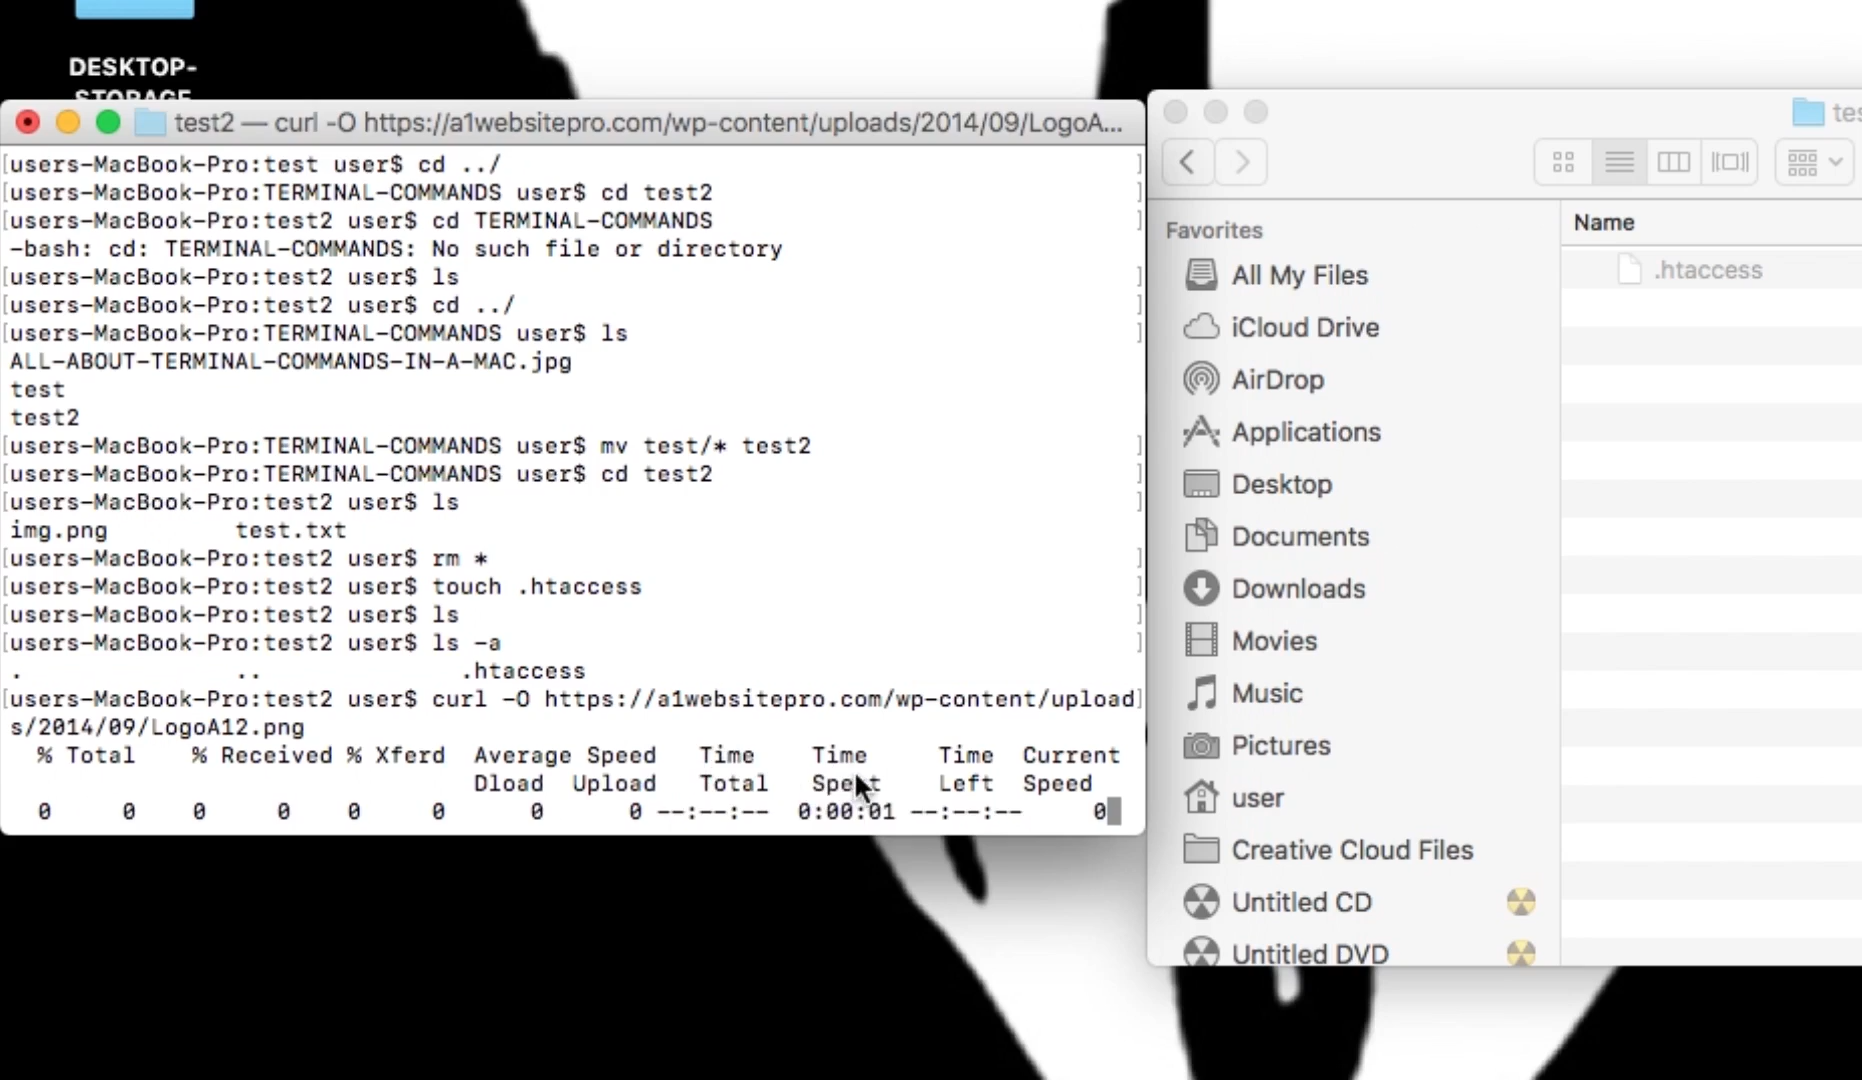 DESKTOP-
STORAGE
test2 — curl -O https://a1websitepro.com/wp-content/uploads/2014/09/LogoA...
[users-MacBook-Pro:test user$ cd ../ ]
[users-MacBook-Pro:TERMINAL-COMMANDS user$ cd test2 ]
[users-MacBook-Pro:test2 user$ cd TERMINAL-COMMANDS ]
-bash: cd: TERMINAL-COMMANDS: No such file or directory
[users-MacBook-Pro:test2 user$ ls ]
[users-MacBook-Pro:test2 user$ cd ../ ]
[users-MacBook-Pro:TERMINAL-COMMANDS user$ ls ]
ALL-ABOUT-TERMINAL-COMMANDS-IN-A-MAC.jpg
test
test2
[users-MacBook-Pro:TERMINAL-COMMANDS user$ mv test/* test2 ]
[users-MacBook-Pro:TERMINAL-COMMANDS user$ cd test2 ]
[users-MacBook-Pro:test2 user$ ls ]
img.png test.txt
[users-MacBook-Pro:test2 user$ rm * ]
[users-MacBook-Pro:test2 user$ touch .htaccess ]
[users-MacBook-Pro:test2 user$ ls ]
[users-MacBook-Pro:test2 user$ ls -a ]
. .. .htaccess
[users-MacBook-Pro:test2 user$ curl -O https://a1websitepro.com/wp-content/upload]
s/2014/09/LogoA12.png
% Total % Received % Xferd Average Speed Time Time Time Current
Dload Upload Total Spent Left Speed
0 0 0 0 0 0 0 0 --:--:-- 0:00:01 --:--:-- 0
Favorites
All My Files
iCloud Drive
AirDrop
Applications
Desktop
Documents
Downloads
Movies
Music
Pictures
user
Creative Cloud Files
Untitled CD
Untitled DVD
Name
.htaccess